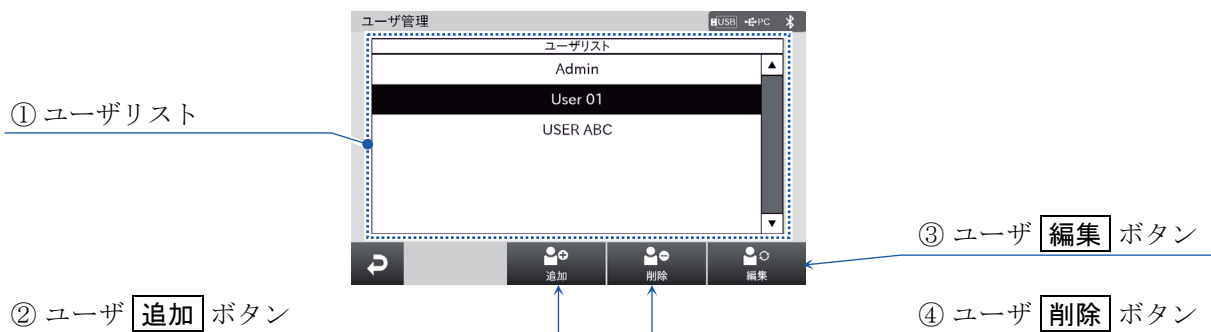 ユーザ管理
USB PC
ユーザリスト
Admin
User 01
USER ABC
追加
削除
編集
① ユーザリスト
② ユーザ 追加 ボタン
③ ユーザ 編集 ボタン
④ ユーザ 削除 ボタン